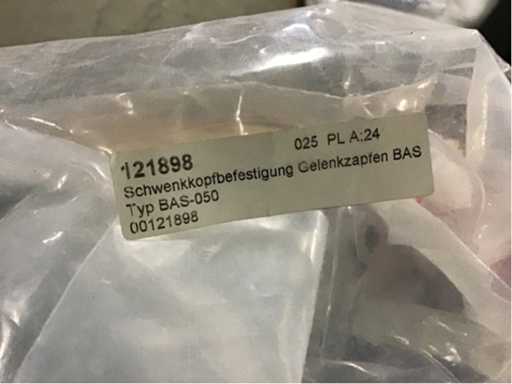 121898 025 PL A:24
Schwenkkopfbefestigung Gelenkzapfen BAS
Typ BAS-050
00121898